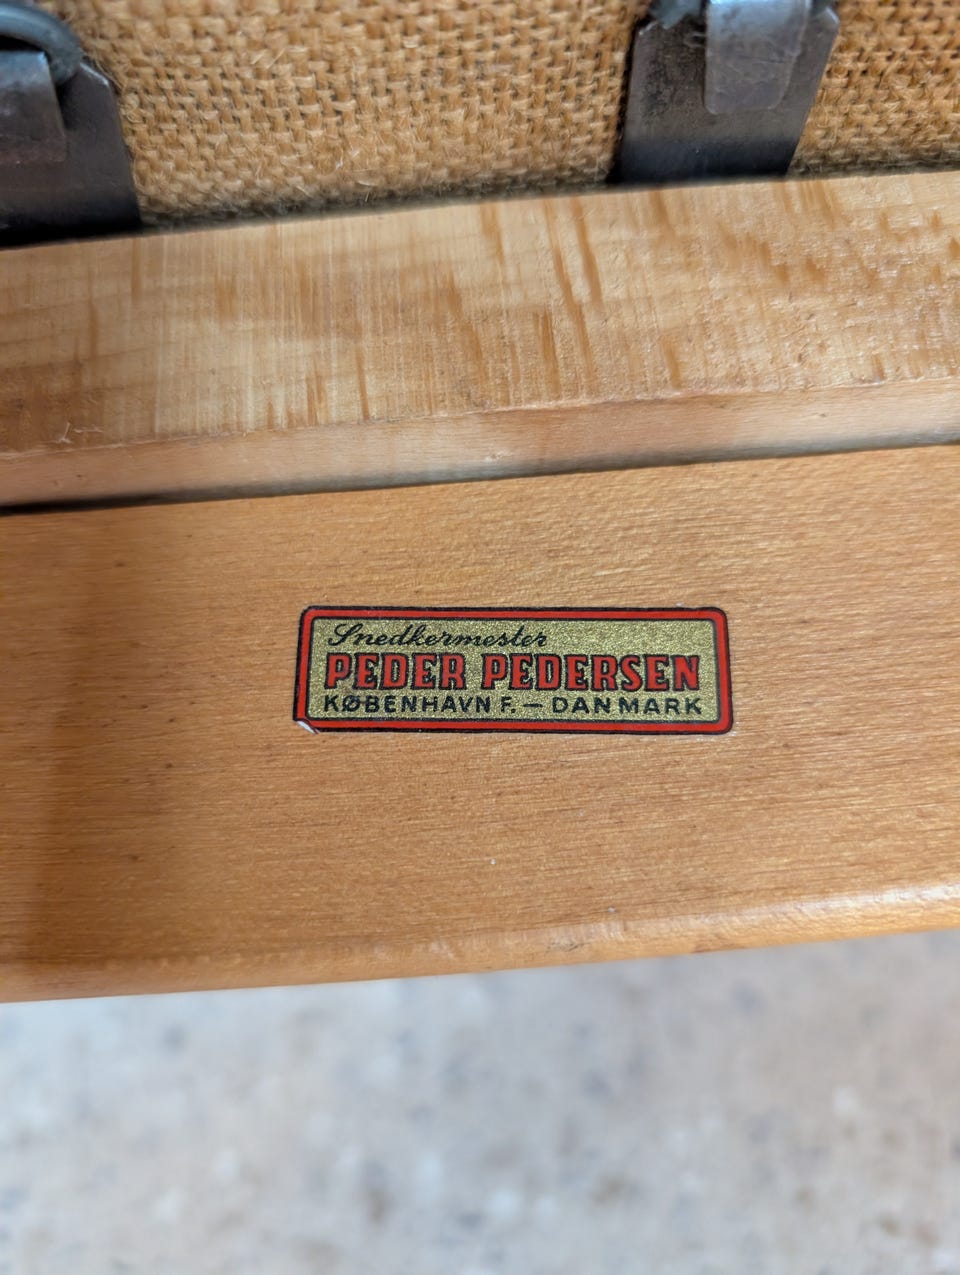 Snedkermester
PEDER PEDERSEN
KØBENHAVN F. — DANMARK